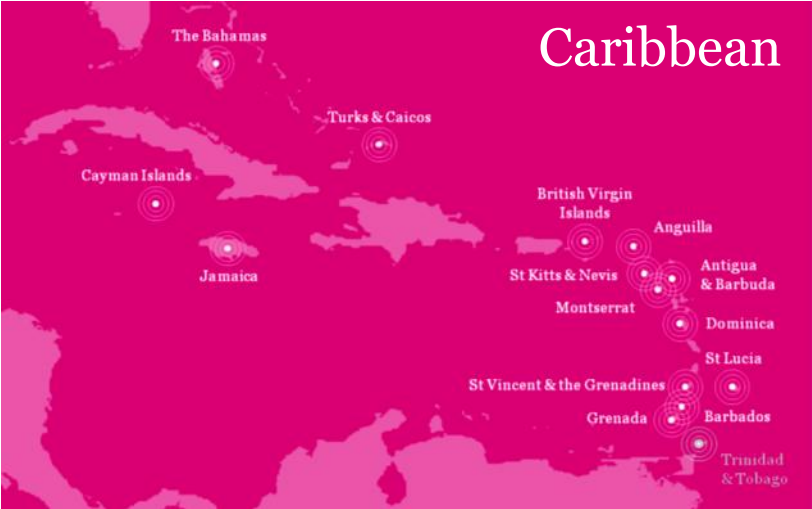 Caribbean
The Bahamas
Turks & Caicos
Cayman Islands
British Virgin
Islands
Anguilla
Jamaica
St Kitts & Nevis
Antigua
& Barbuda
Montserrat
Dominica
St Lucia
St Vincent & the Grenadines
Grenada
Barbados
Trinidad
& Tobago